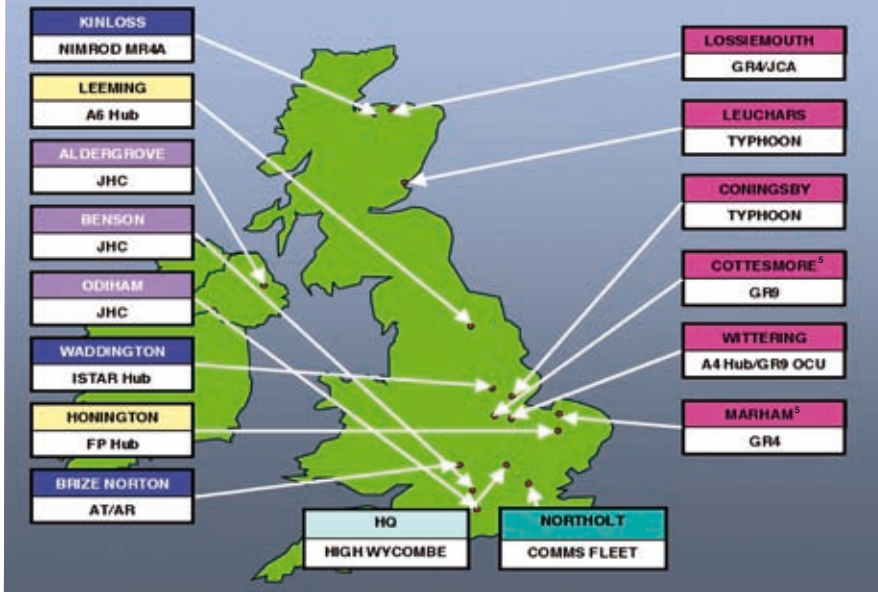 KINLOSS
NIMROD MR4A
LEEMING
A6 Hub
ALDERGROVE
JHC
BENSON
JHC
ODIHAM
JHC
WADDINGTON
ISTAR Hub
HONINGTON
FP Hub
BRIZE NORTON
AT/AR
HQ
HIGH WYCOMBE
NORTHOLT
COMMS FLEET
LOSSIEMOUTH
GR4/JCA
LEUCHARS
TYPHOON
CONINGSBY
TYPHOON
COTTESMORE5
GR9
WITTERING
A4 Hub/GR9 OCU
MARHAM5
GR4